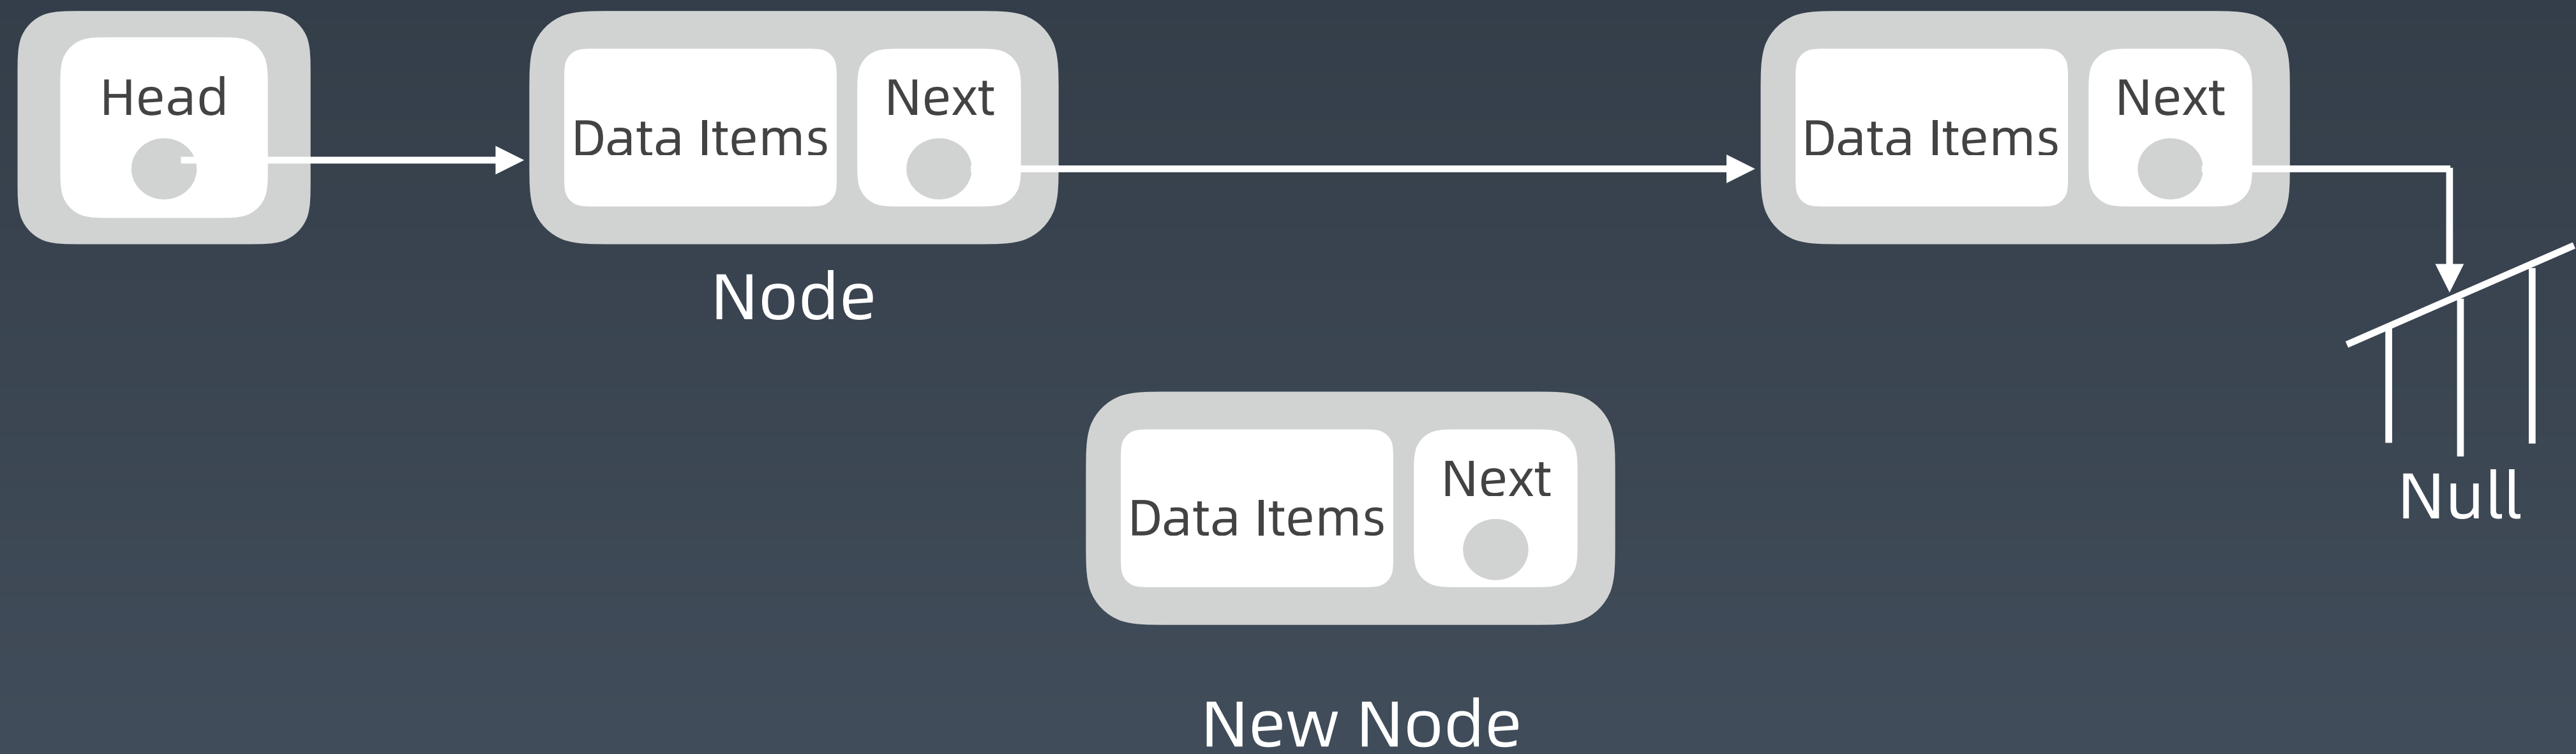 Head
Data Items
Next
Data Items
Next
Node
Data Items
Next
Null
New Node